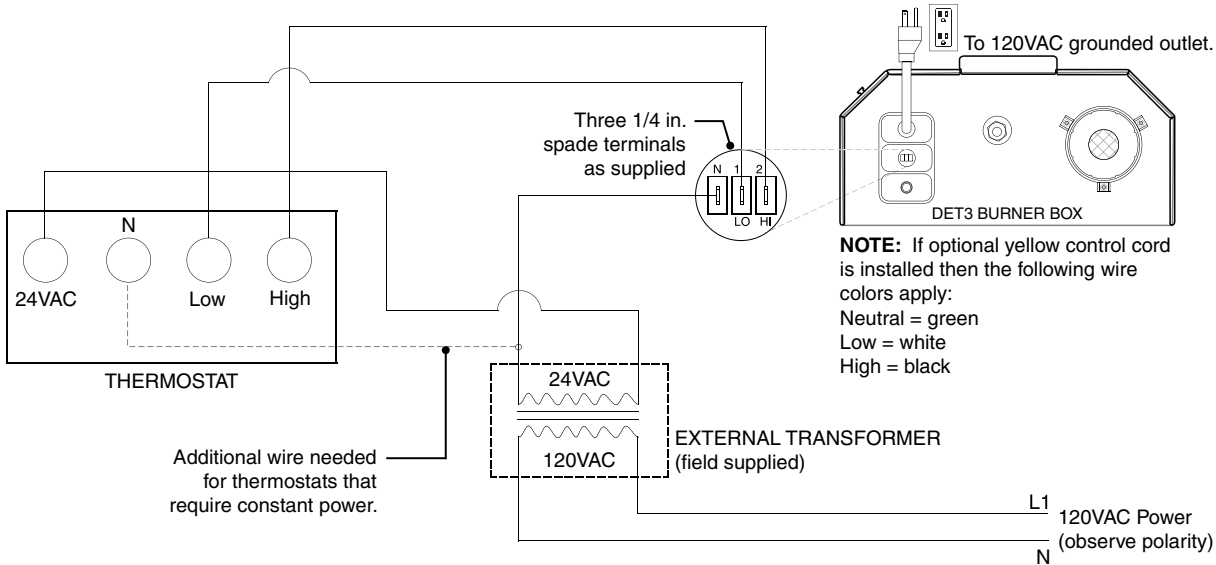 To 120VAC grounded outlet.
Three 1/4 in.
spade terminals
as supplied
N 1 2
LO HI
DET3 BURNER BOX
NOTE: If optional yellow control cord
is installed then the following wire
colors apply:
Neutral = green
Low = white
High = black
N
24VAC
Low
High
THERMOSTAT
24VAC
120VAC
EXTERNAL TRANSFORMER
(field supplied)
Additional wire needed
for thermostats that
require constant power.
L1
N
120VAC Power
(observe polarity)